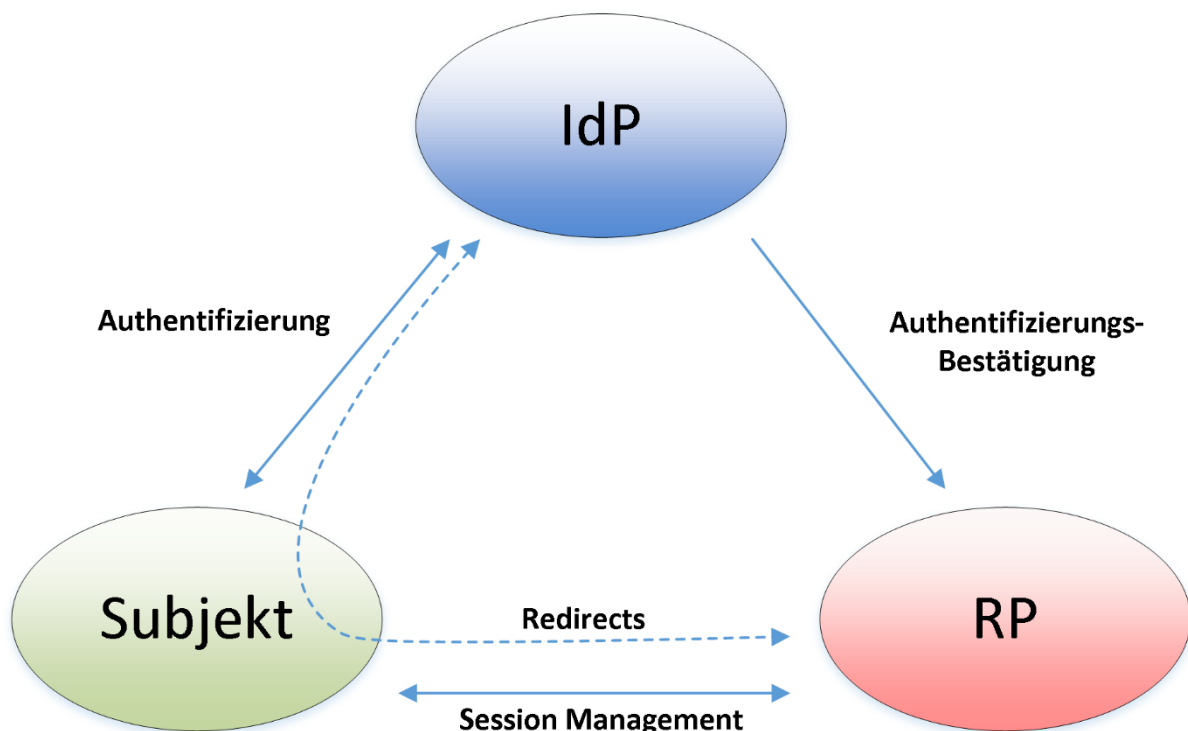 IdP
Authentifizierung
Authentifizierungs-
Bestätigung
Subjekt
Redirects
RP
Session Management